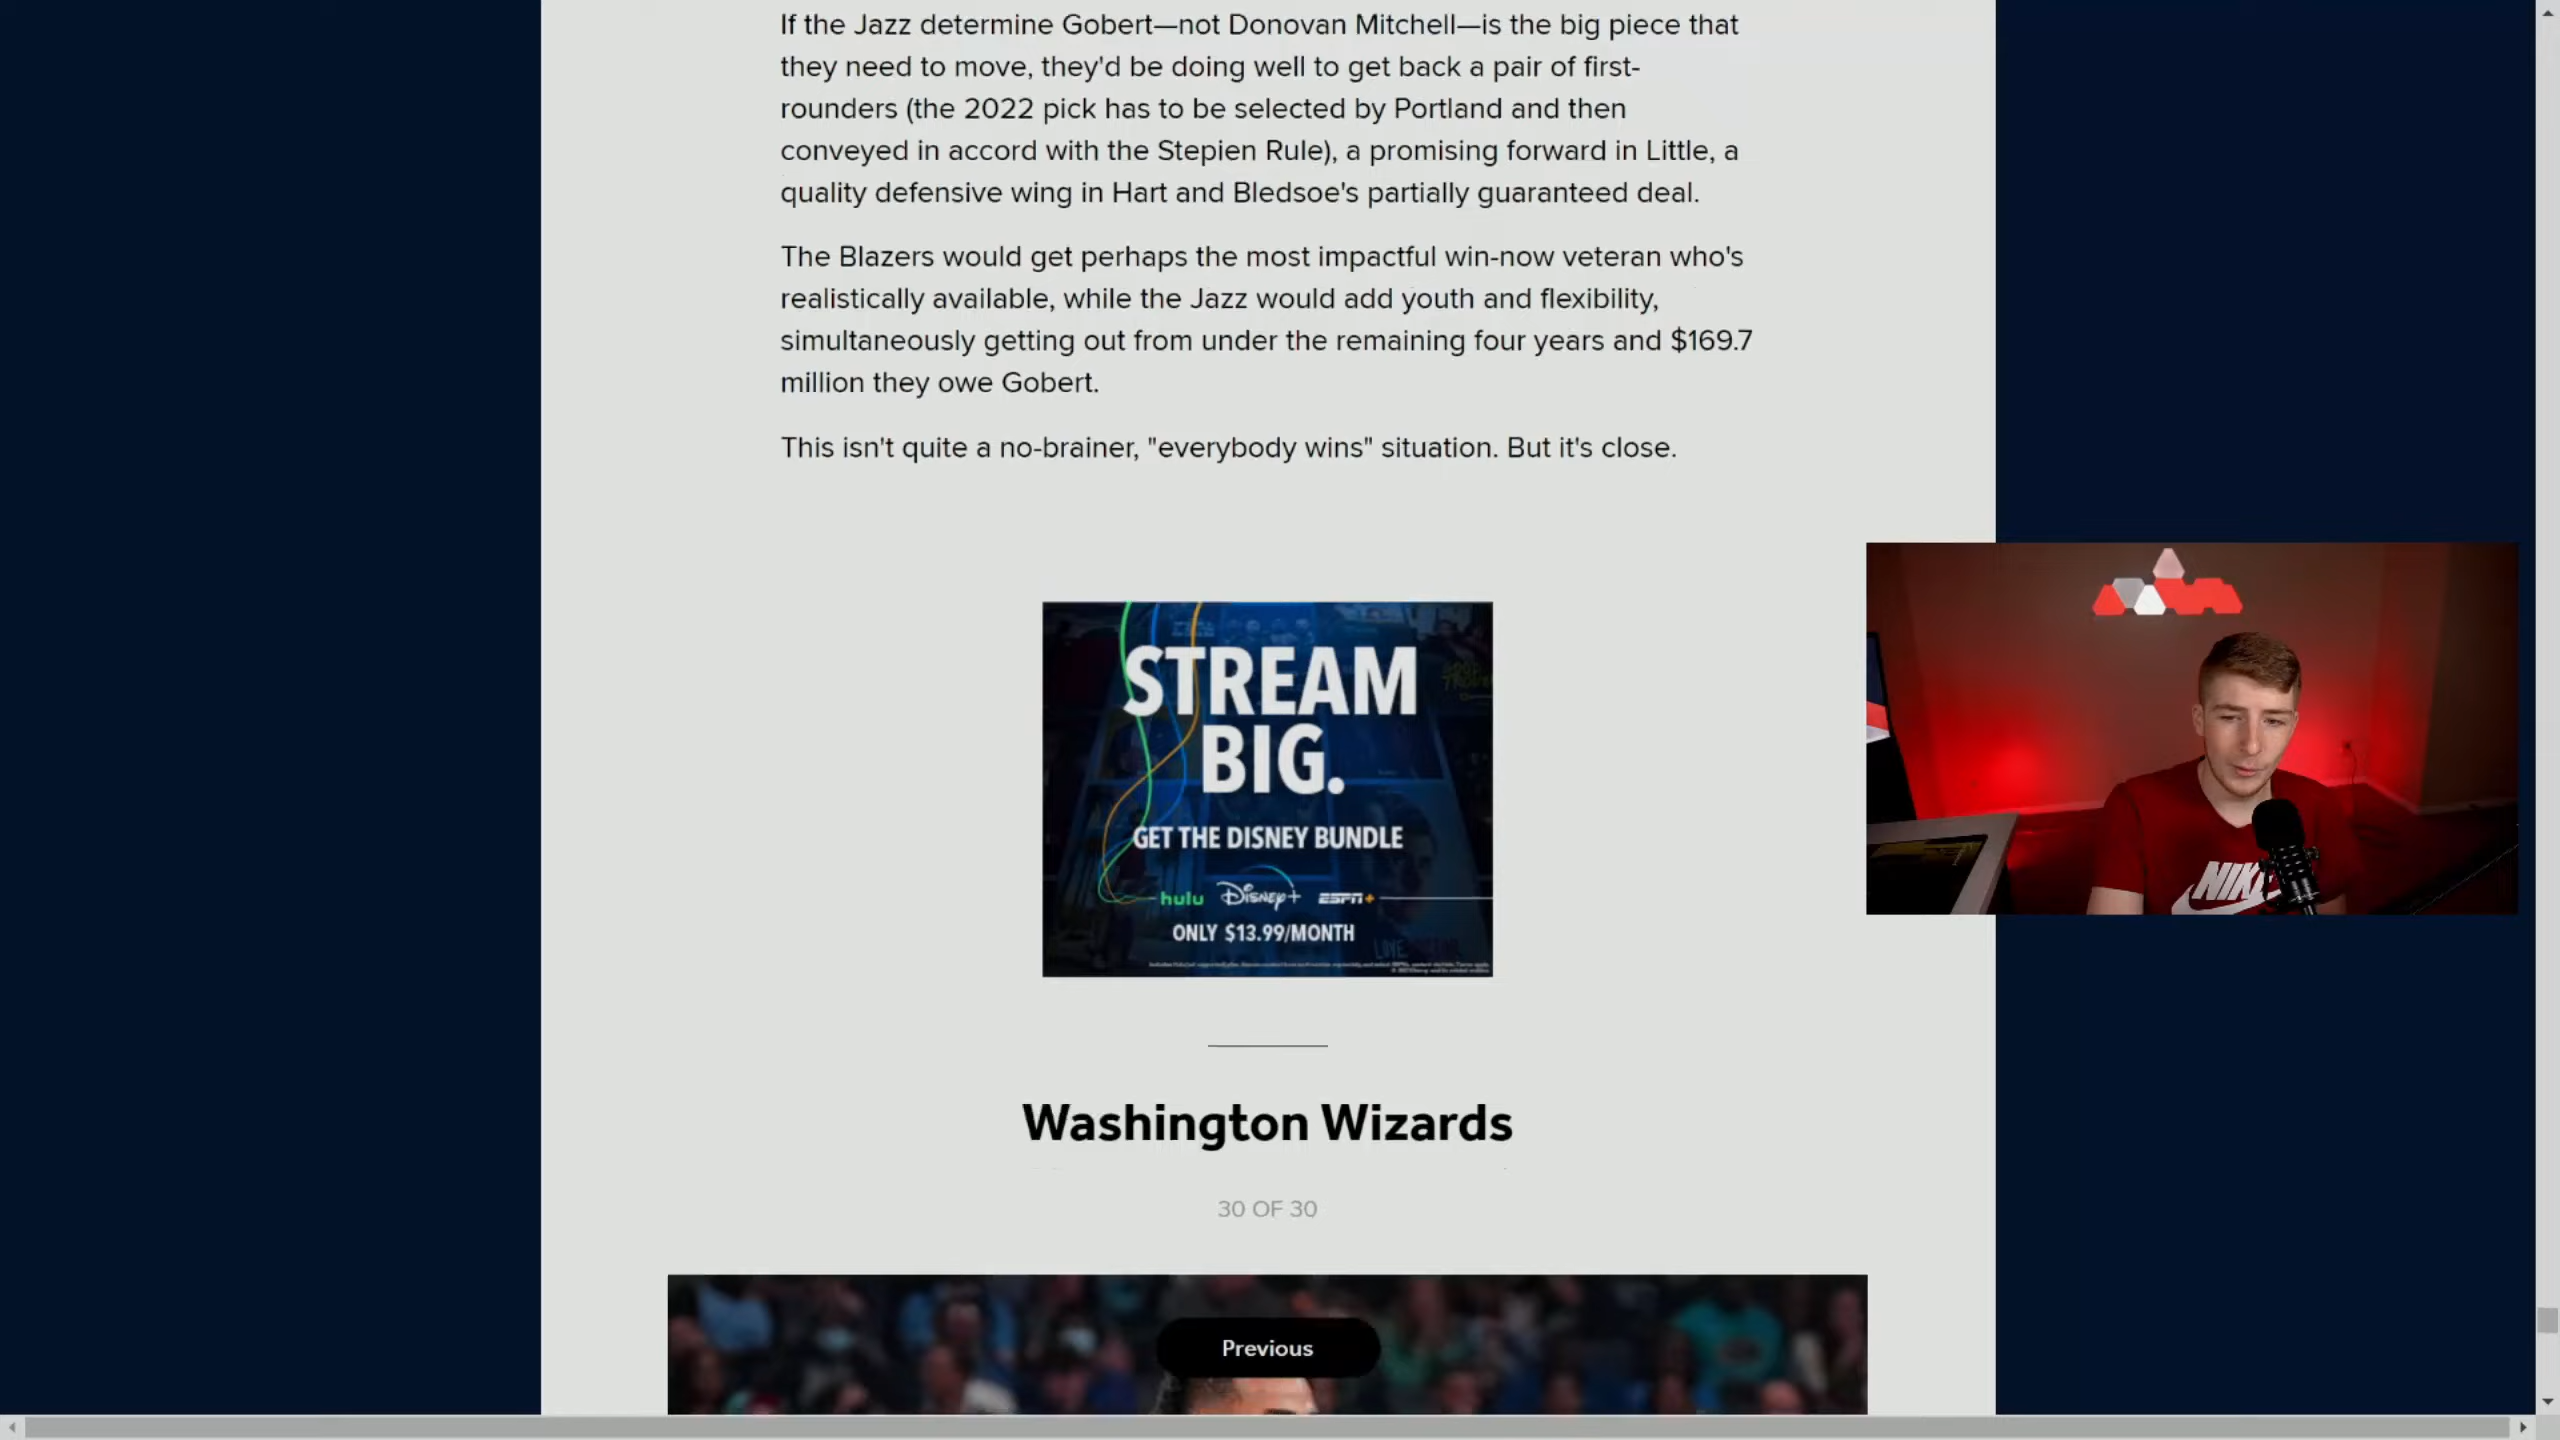 If the Jazz determine Gobert—not Donovan Mitchell—is the big piece that
they need to move, they'd be doing well to get back a pair of first-
rounders (the 2022 pick has to be selected by Portland and then
conveyed in accord with the Stepien Rule), a promising forward in Little, a
quality defensive wing in Hart and Bledsoe's partially guaranteed deal.
The Blazers would get perhaps the most impactful win-now veteran who's
realistically available, while the Jazz would add youth and flexibility,
simultaneously getting out from under the remaining four years and $169.7
million they owe Gobert.
This isn't quite a no-brainer, "everybody wins" situation. But it's close.
STREAM
BIG.
GET THE DISNEY BUNDLE
hulu Disney+ ESPN+
ONLY $13.99/MONTH
NIKE
Washington Wizards
30 OF 30
Previous